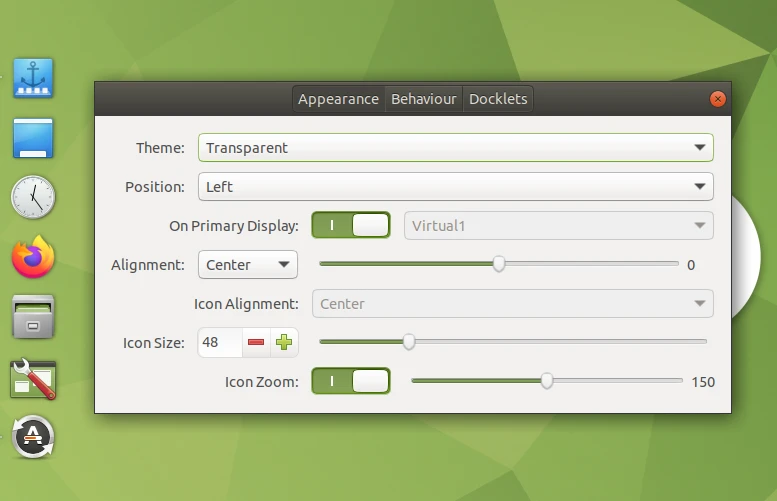 Appearance Behaviour Docklets
Theme: Transparent
Position: Left
On Primary Display: Virtual1
Alignment: Center 0
Icon Alignment: Center
Icon Size: 48
Icon Zoom: 150